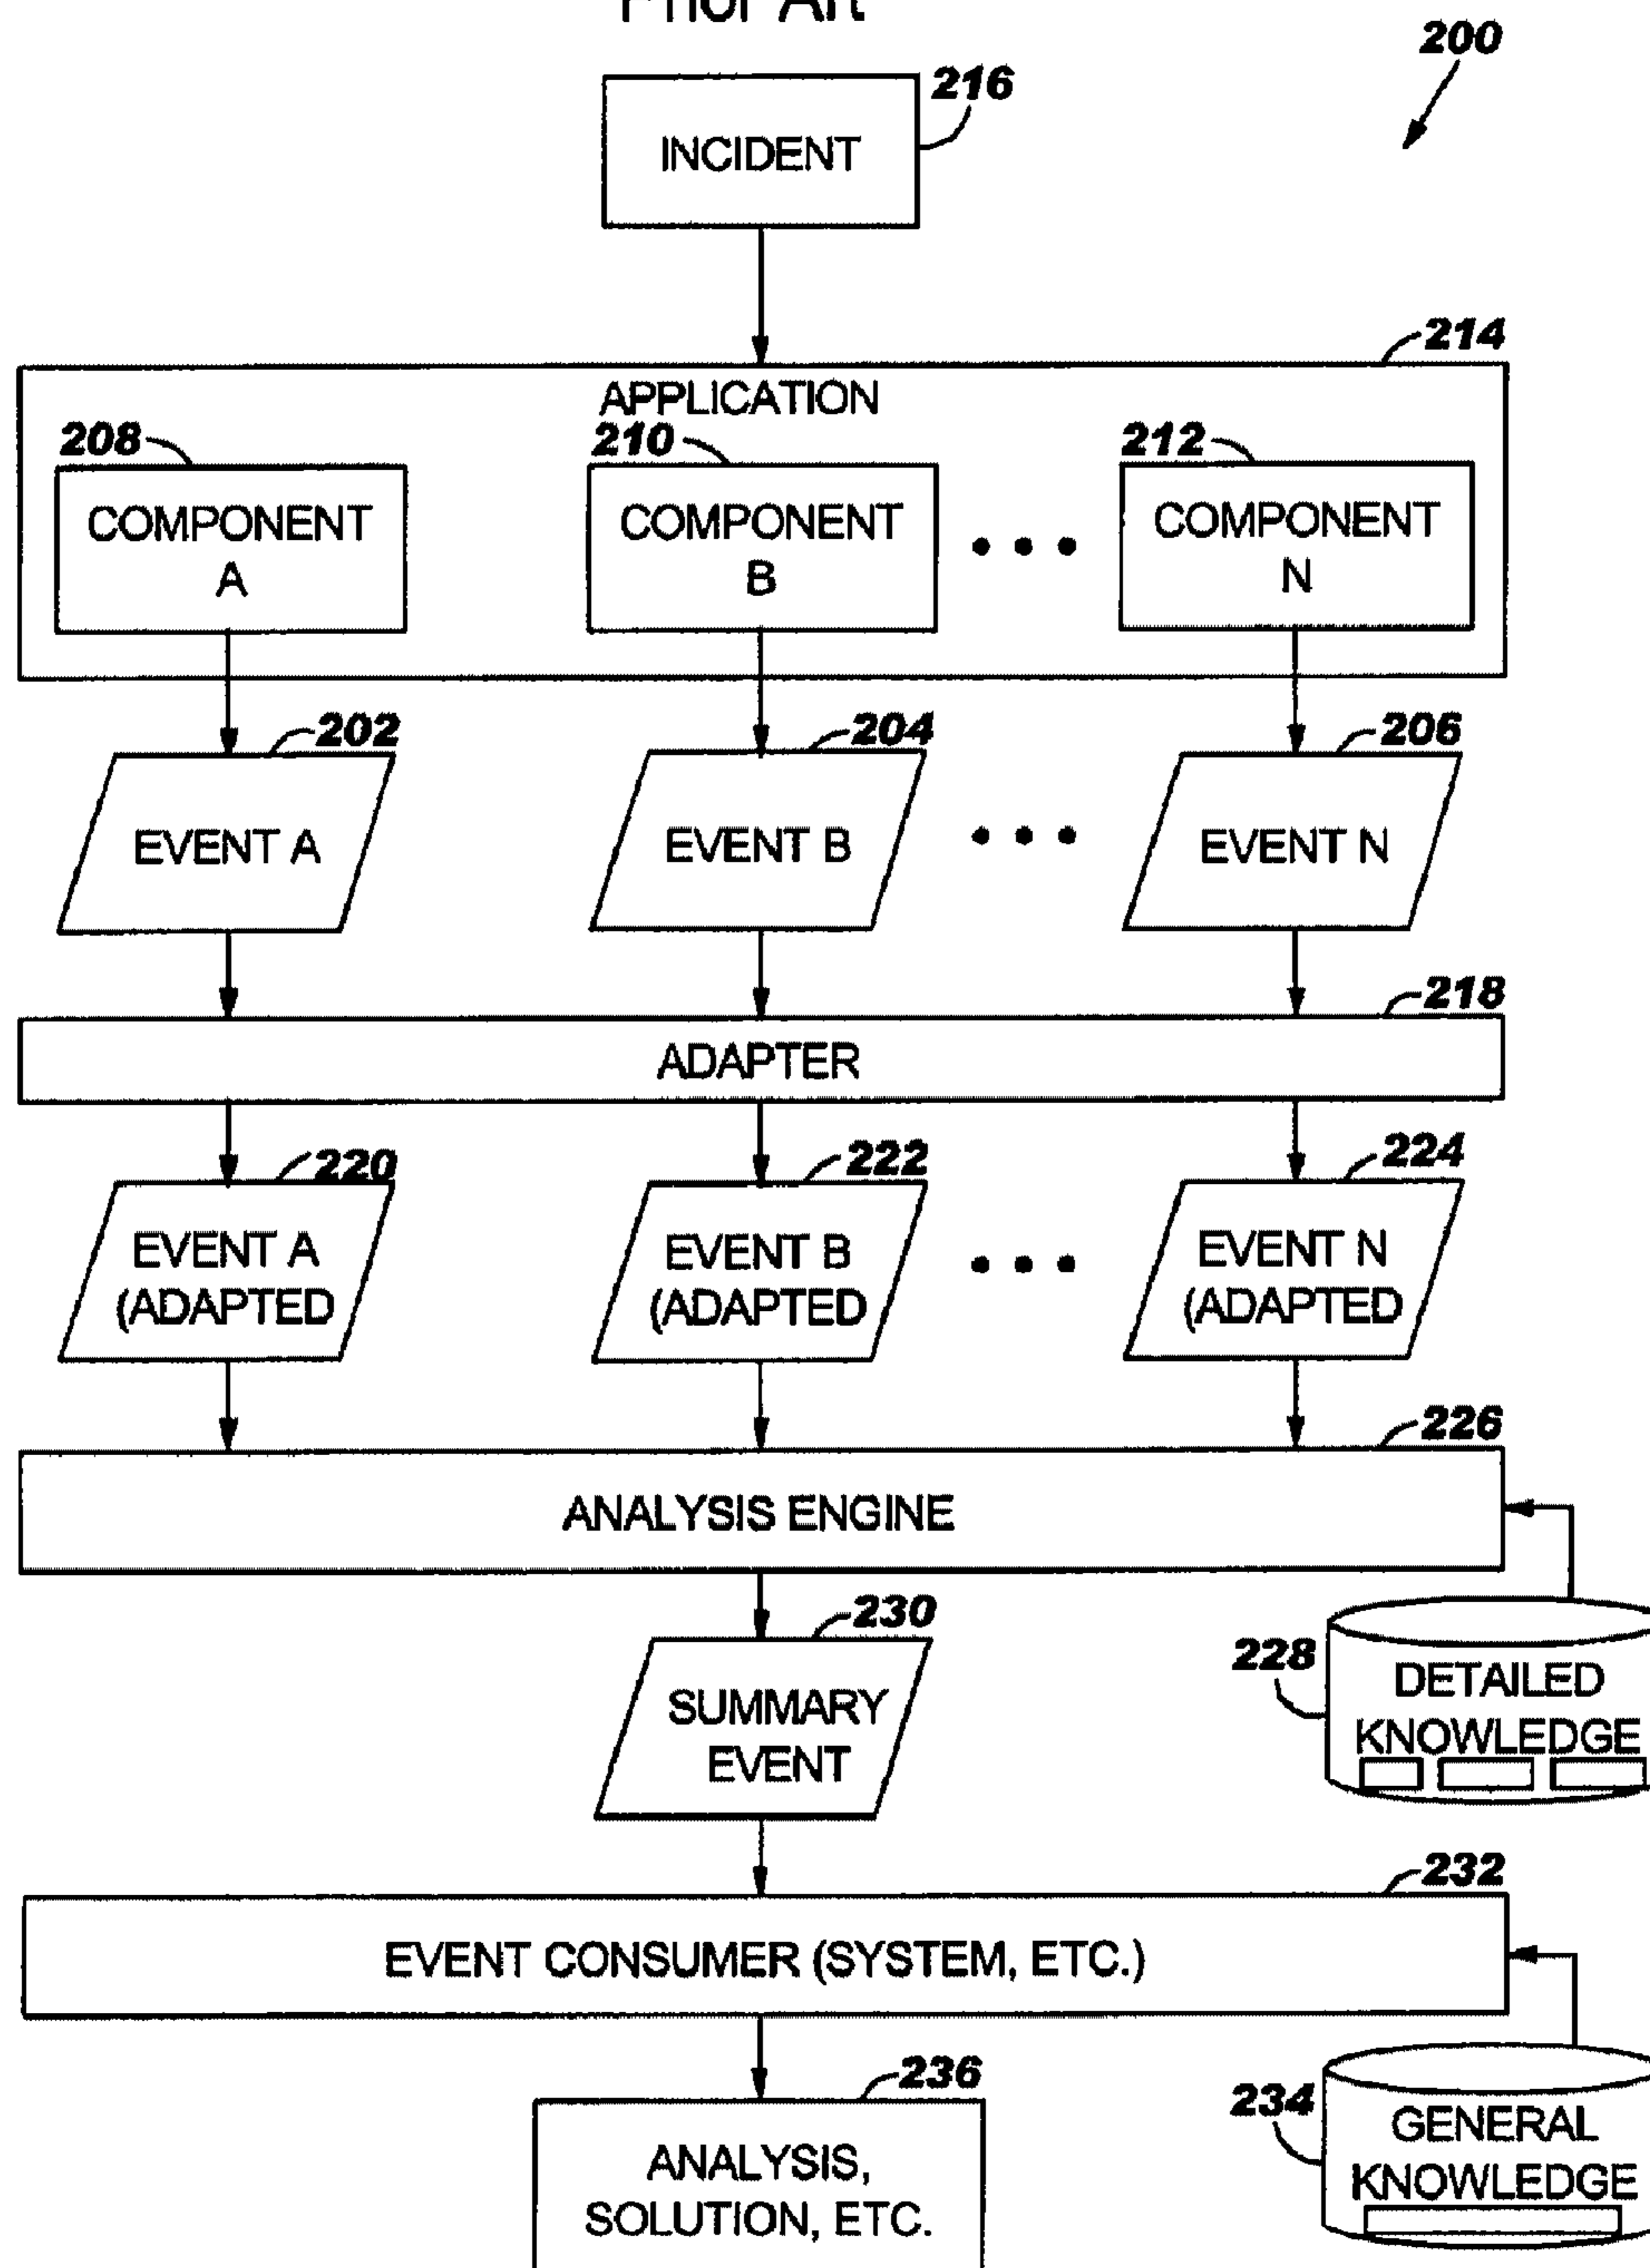 Prior Art
200
216
INCIDENT
214
APPLICATION
208
210
212
COMPONENT
A
COMPONENT
B
COMPONENT
N
202
204
206
EVENT A
EVENT B
EVENT N
218
ADAPTER
220
222
224
EVENT A
(ADAPTED
EVENT B
(ADAPTED
EVENT N
(ADAPTED
226
ANALYSIS ENGINE
230
SUMMARY
EVENT
228
DETAILED
KNOWLEDGE
232
EVENT CONSUMER (SYSTEM, ETC.)
236
ANALYSIS,
SOLUTION, ETC.
234
GENERAL
KNOWLEDGE